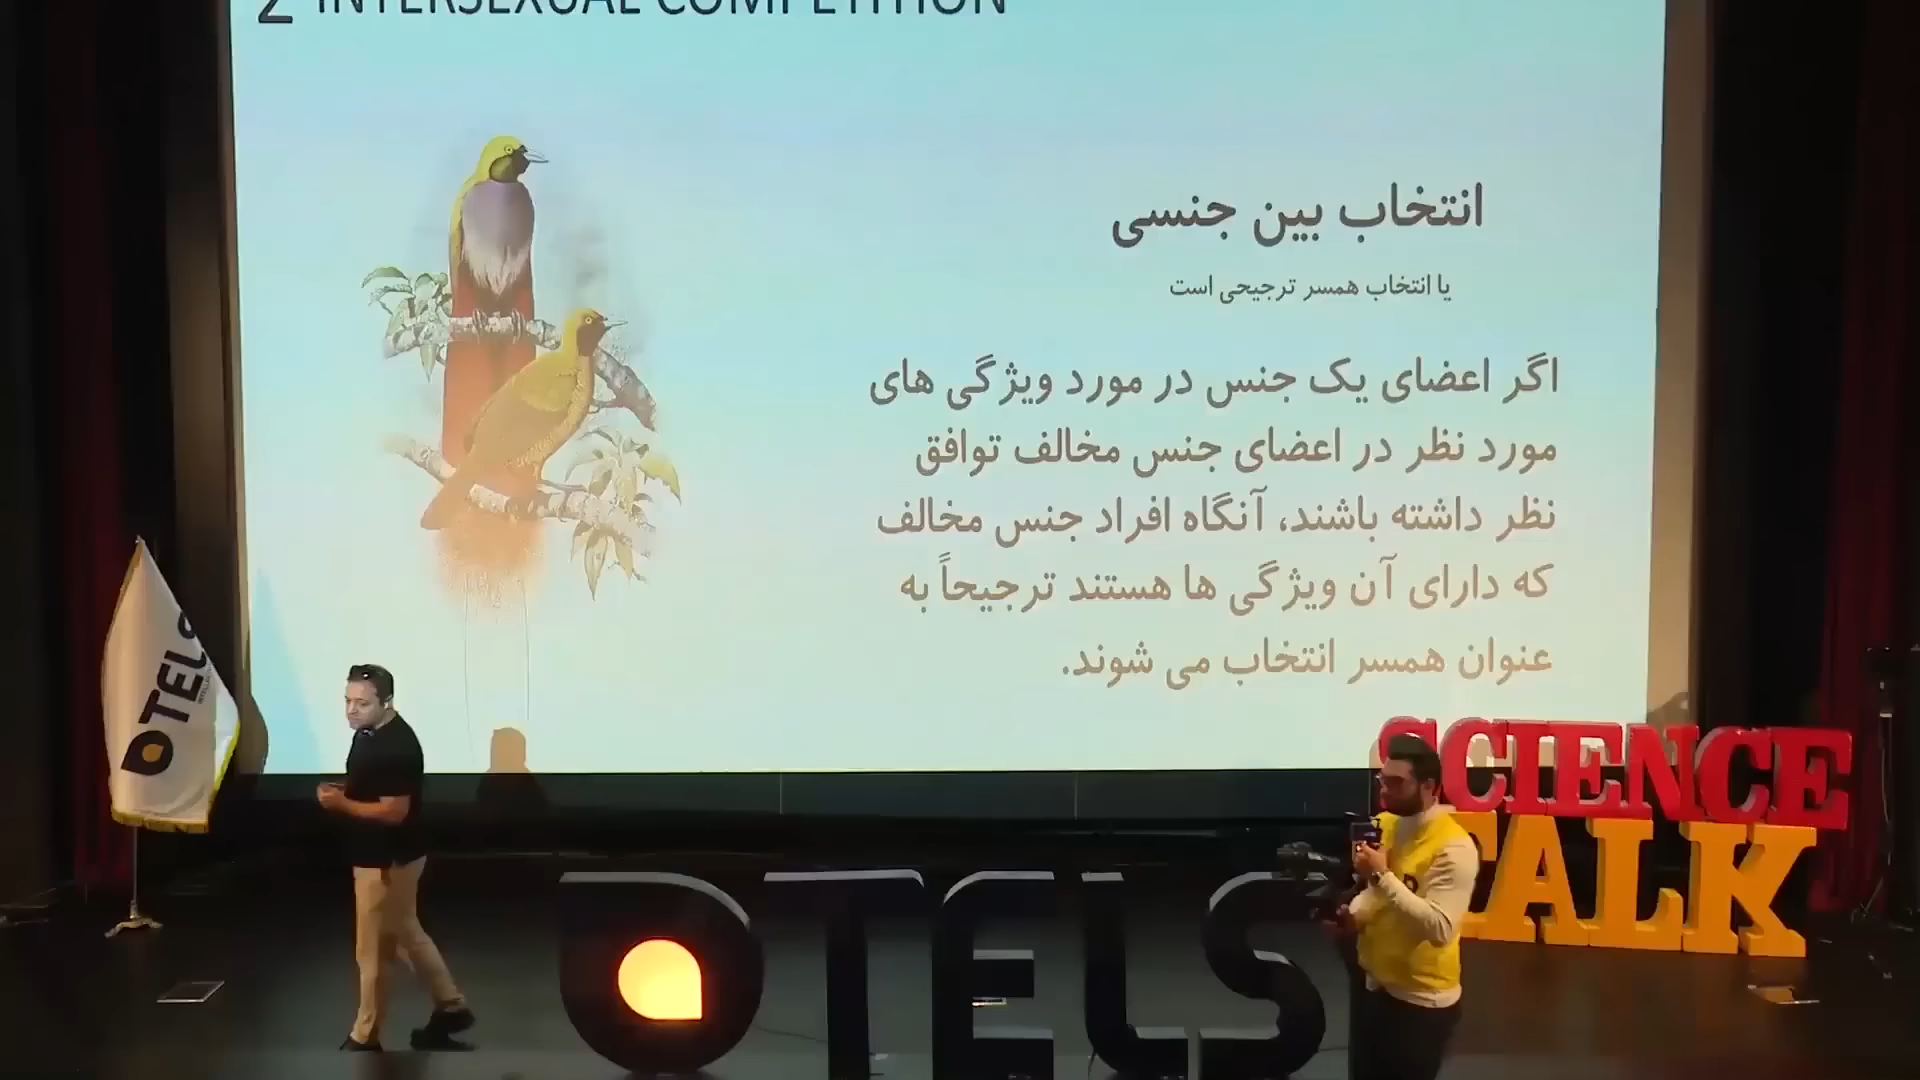 2 INTERSEXUAL COMPETITION
انتخاب بین جنسی
یا انتخاب همسر ترجیحی است
اگر اعضای یک جنس در مورد ویژگی های
مورد نظر در اعضای جنس مخالف توافق
نظر داشته باشند، آنگاه افراد جنس مخالف
که دارای آن ویژگی ها هستند ترجیحاً به
عنوان همسر انتخاب می شوند.
TELS
SCIENCE
TALK
TELS